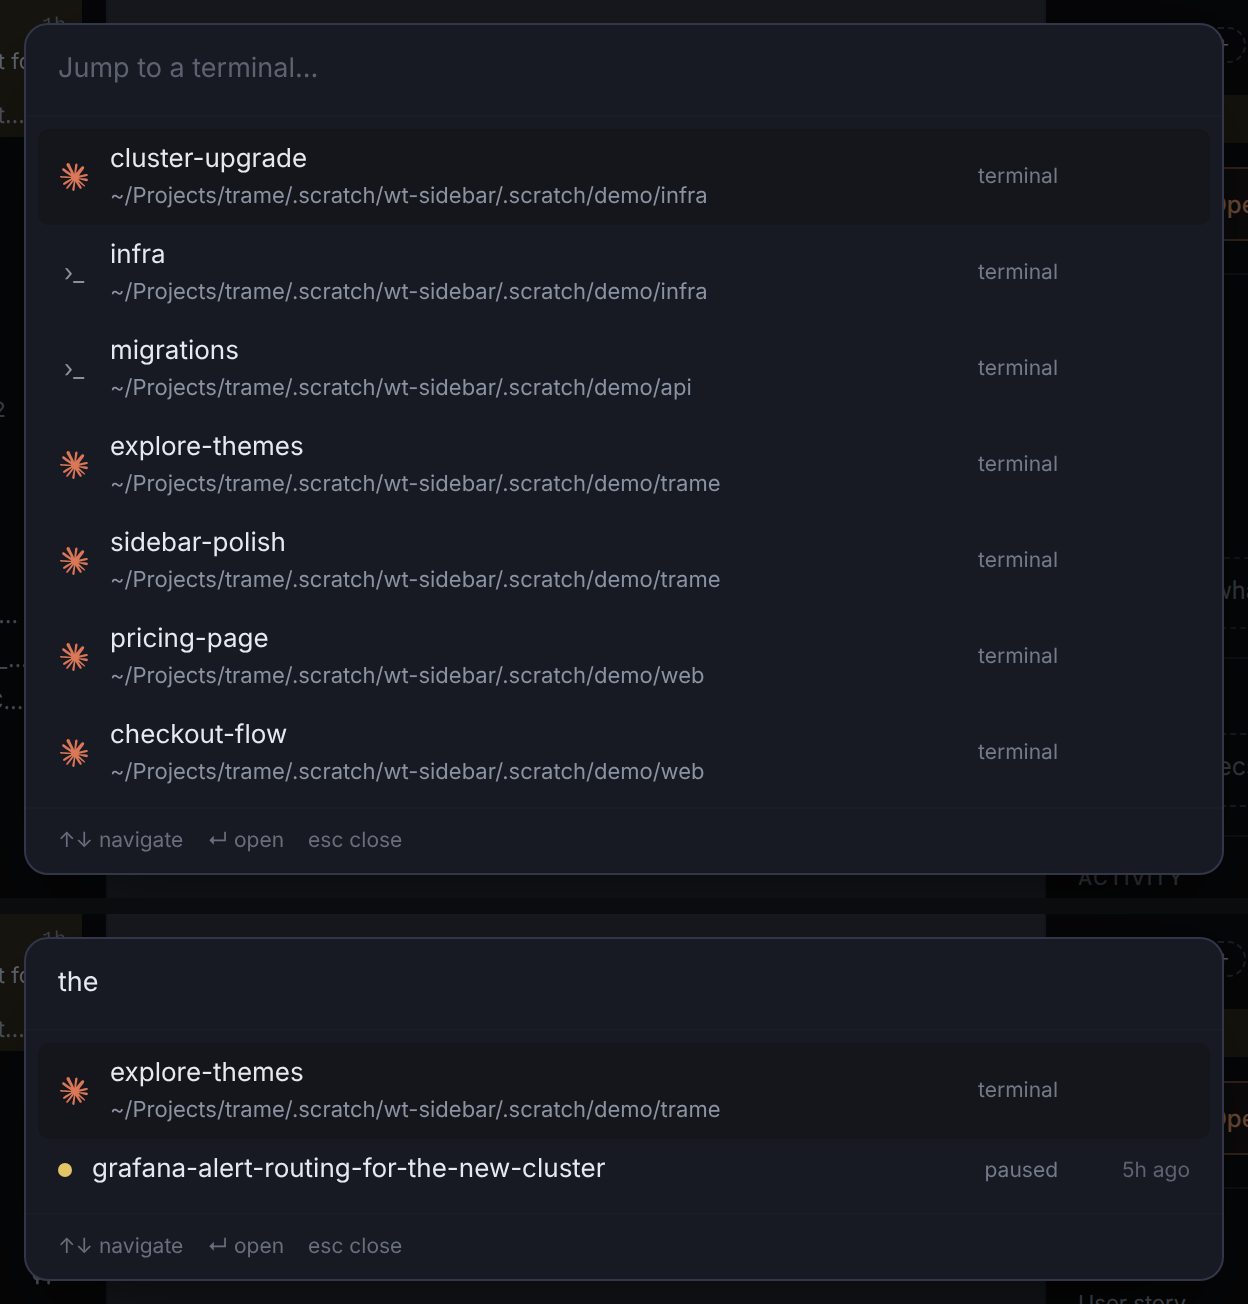 1h
Jump to a terminal...
cluster-upgrade
~/Projects/trame/.scratch/wt-sidebar/.scratch/demo/infra
terminal
infra
~/Projects/trame/.scratch/wt-sidebar/.scratch/demo/infra
terminal
migrations
~/Projects/trame/.scratch/wt-sidebar/.scratch/demo/api
terminal
explore-themes
~/Projects/trame/.scratch/wt-sidebar/.scratch/demo/trame
terminal
sidebar-polish
~/Projects/trame/.scratch/wt-sidebar/.scratch/demo/trame
terminal
pricing-page
~/Projects/trame/.scratch/wt-sidebar/.scratch/demo/web
terminal
checkout-flow
~/Projects/trame/.scratch/wt-sidebar/.scratch/demo/web
terminal
↑↓ navigate ↵ open esc close
ACTIVITY
1h
the
explore-themes
~/Projects/trame/.scratch/wt-sidebar/.scratch/demo/trame
terminal
grafana-alert-routing-for-the-new-cluster paused 5h ago
↑↓ navigate ↵ open esc close
User story